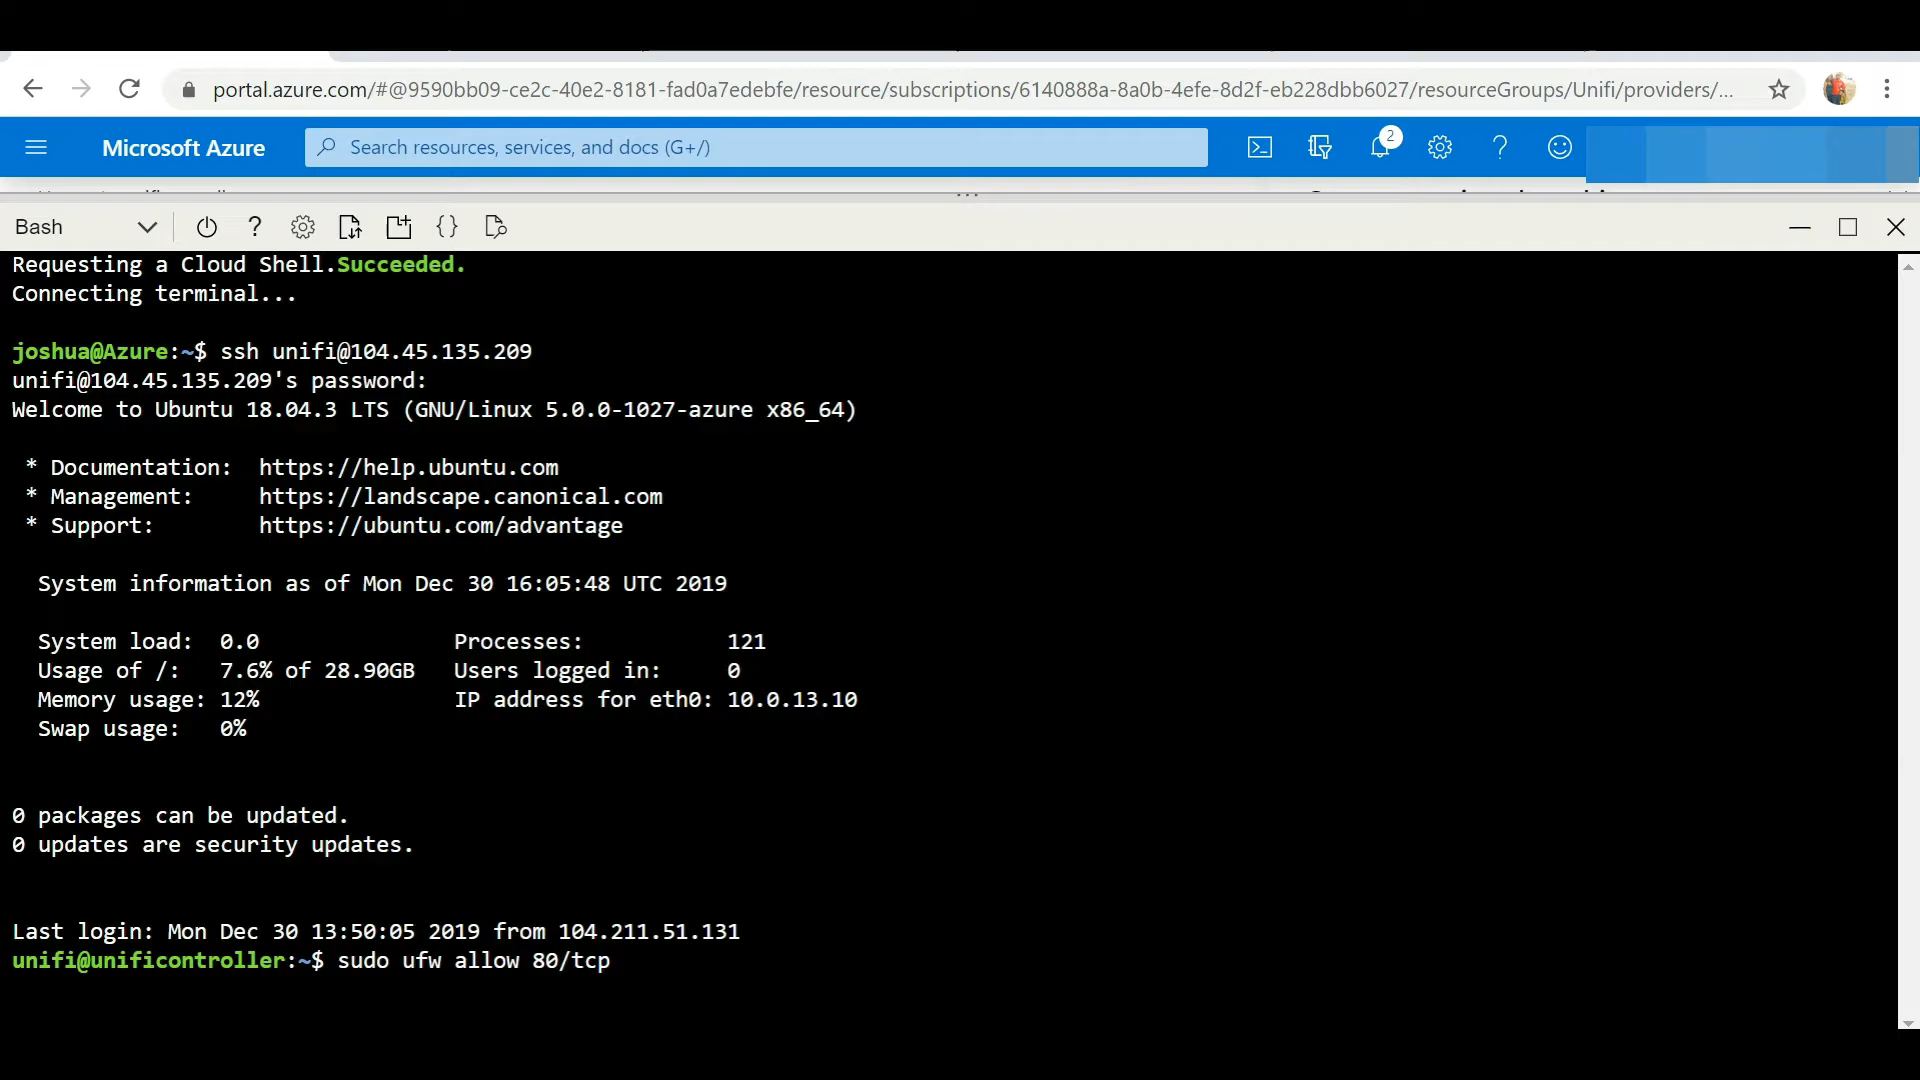 portal.azure.com/#@9590bb09-ce2c-40e2-8181-fad0a7edebfe/resource/subscriptions/6140888a-8a0b-4efe-8d2f-eb228dbb6027/resourceGroups/Unifi/providers/...
Microsoft Azure
Search resources, services, and docs (G+/)
2
Bash
Requesting a Cloud Shell.Succeeded.
Connecting terminal...
joshua@Azure:~$ ssh unifi@104.45.135.209
unifi@104.45.135.209's password:
Welcome to Ubuntu 18.04.3 LTS (GNU/Linux 5.0.0-1027-azure x86_64)
* Documentation:  https://help.ubuntu.com
* Management:     https://landscape.canonical.com
* Support:        https://ubuntu.com/advantage
System information as of Mon Dec 30 16:05:48 UTC 2019
System load:  0.0               Processes:           121
Usage of /:   7.6% of 28.90GB   Users logged in:     0
Memory usage: 12%               IP address for eth0: 10.0.13.10
Swap usage:   0%
0 packages can be updated.
0 updates are security updates.
Last login: Mon Dec 30 13:50:05 2019 from 104.211.51.131
unifi@unificontroller:~$ sudo ufw allow 80/tcp